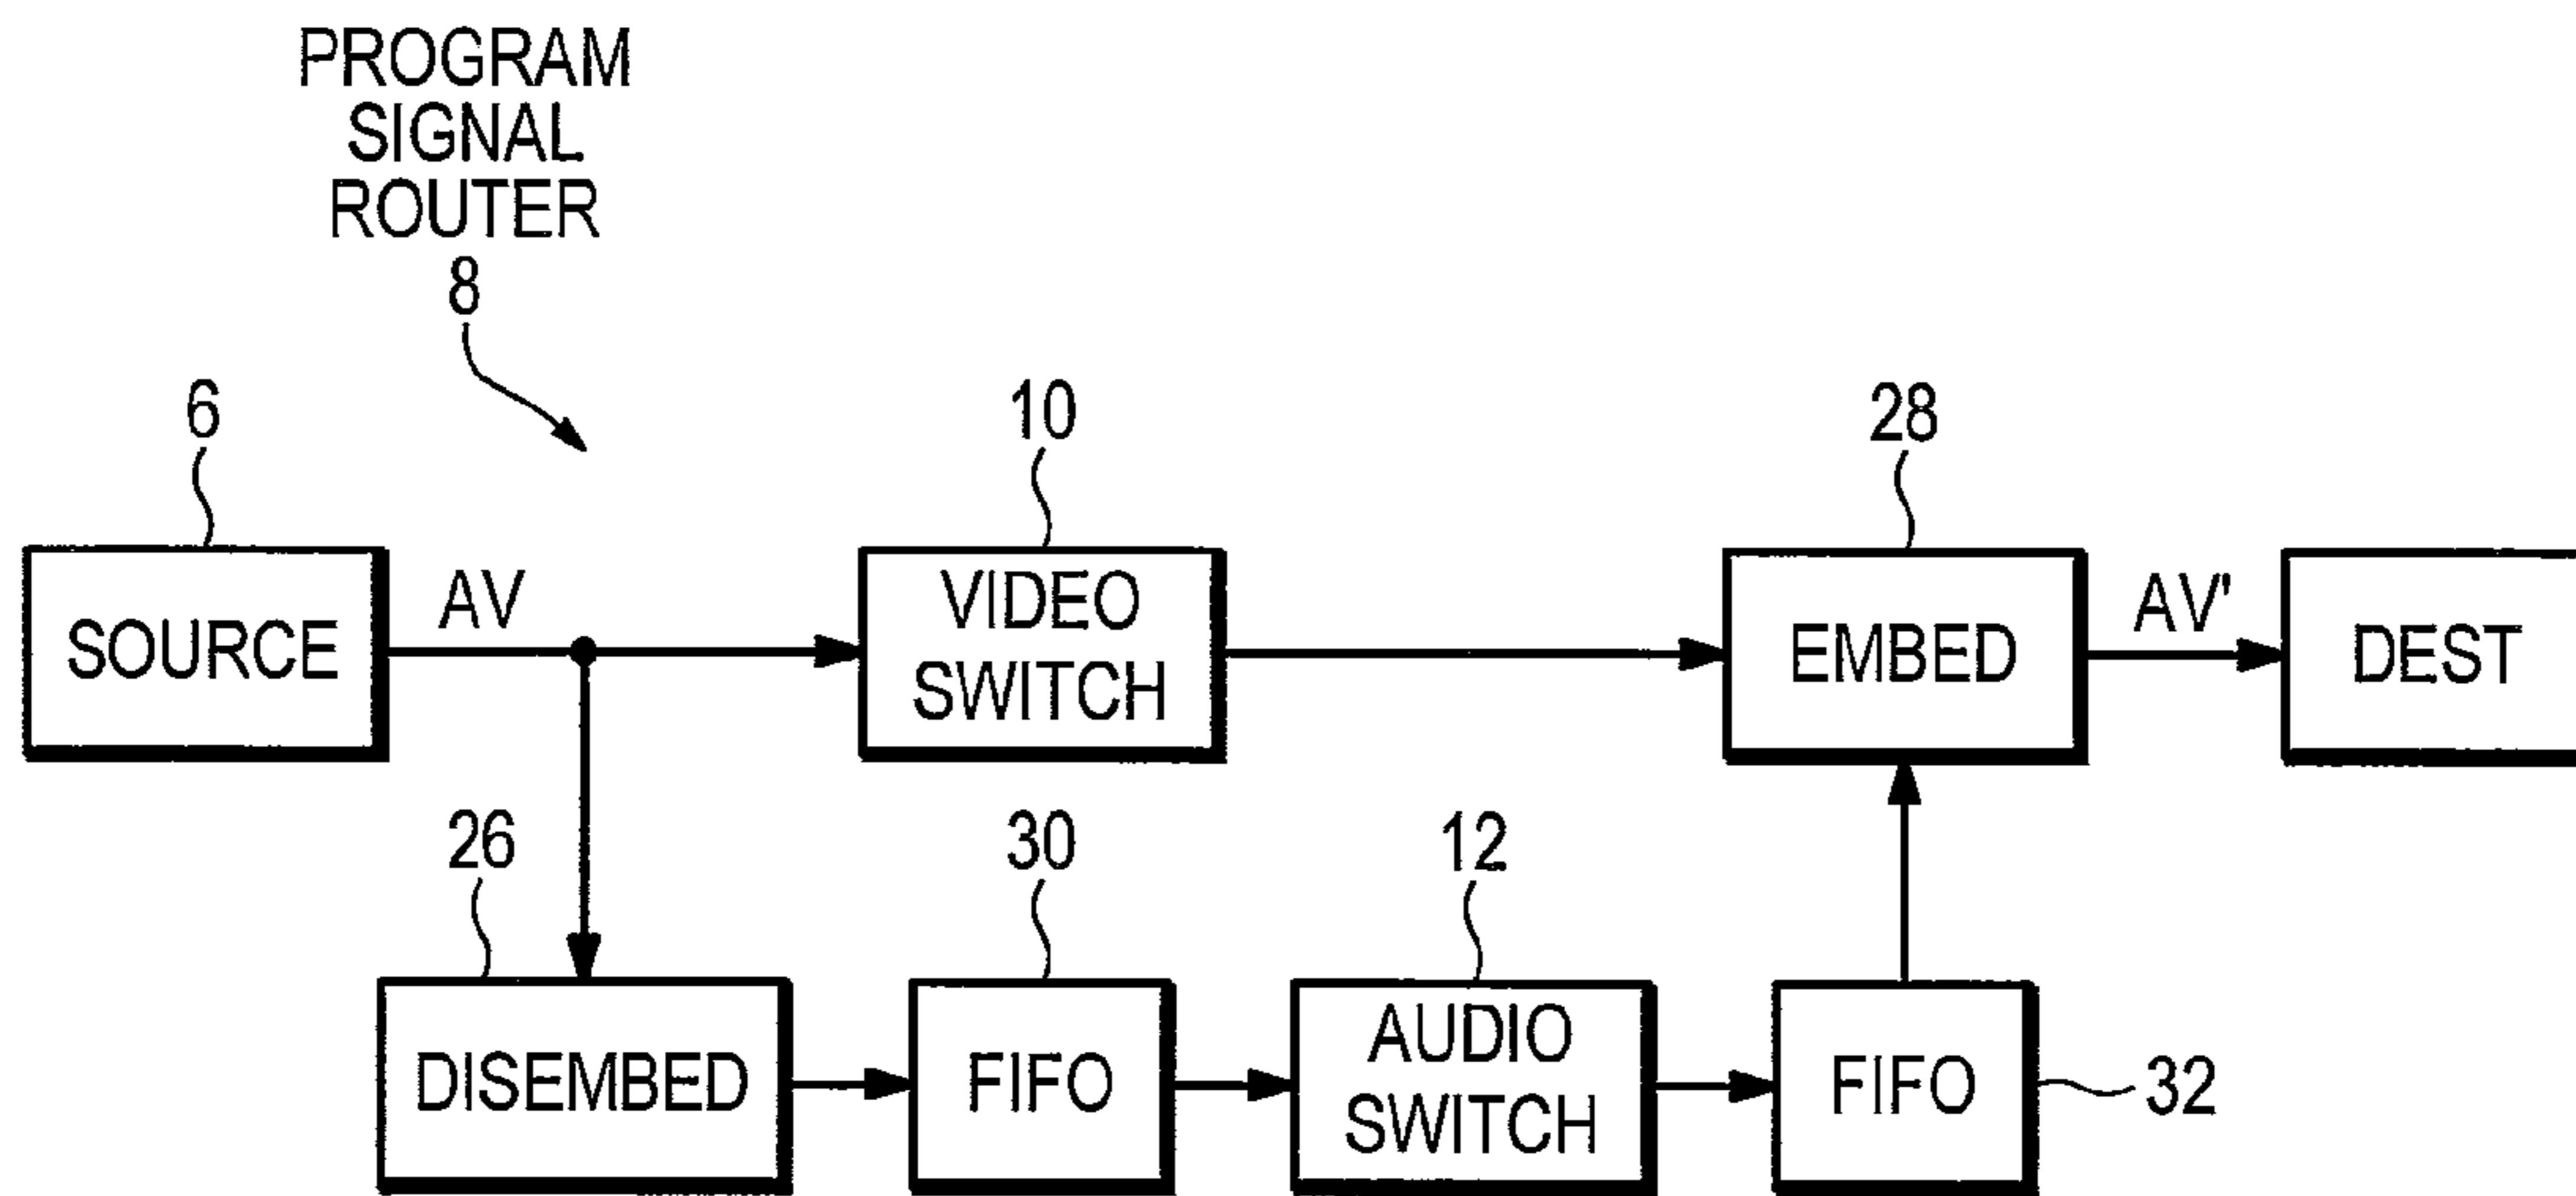 PROGRAM
SIGNAL
ROUTER
8
6
10
28
SOURCE
AV
VIDEO
SWITCH
EMBED
AV'
DEST
26
30
12
DISEMBED
FIFO
AUDIO
SWITCH
FIFO
32